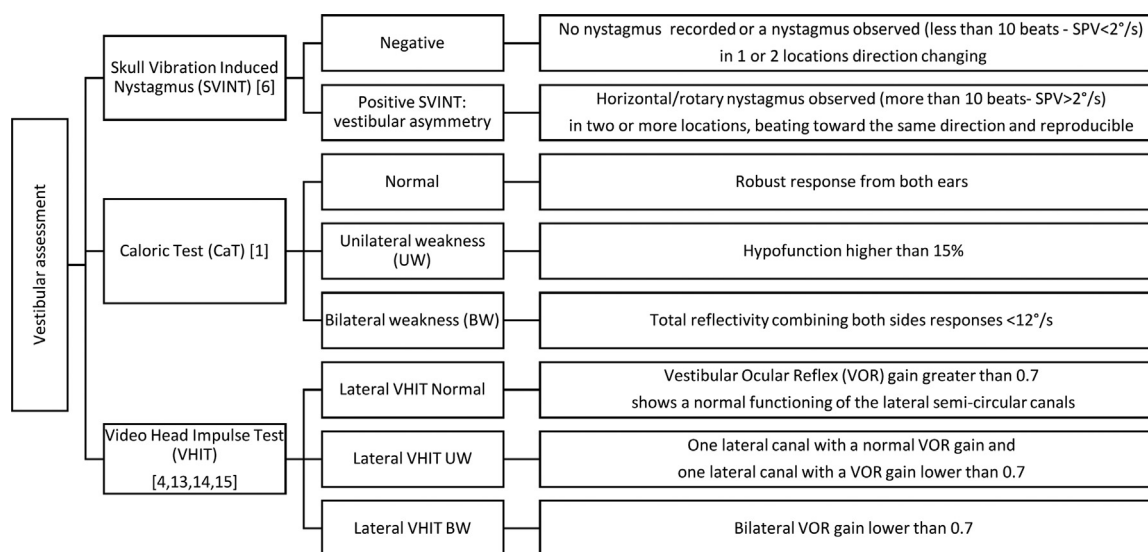 Vestibular assessment
Skull Vibration Induced
Nystagmus (SVINT) [6]
Negative
No nystagmus recorded or a nystagmus observed (less than 10 beats - SPV<2°/s)
in 1 or 2 locations direction changing
Positive SVINT:
vestibular asymmetry
Horizontal/rotary nystagmus observed (more than 10 beats- SPV>2°/s)
in two or more locations, beating toward the same direction and reproducible
Caloric Test (CaT) [1]
Normal
Robust response from both ears
Unilateral weakness
(UW)
Hypofunction higher than 15%
Bilateral weakness (BW)
Total reflectivity combining both sides responses <12°/s
Video Head Impulse Test
(VHIT)
[4,13,14,15]
Lateral VHIT Normal
Vestibular Ocular Reflex (VOR) gain greater than 0.7
shows a normal functioning of the lateral semi-circular canals
Lateral VHIT UW
One lateral canal with a normal VOR gain and
one lateral canal with a VOR gain lower than 0.7
Lateral VHIT BW
Bilateral VOR gain lower than 0.7